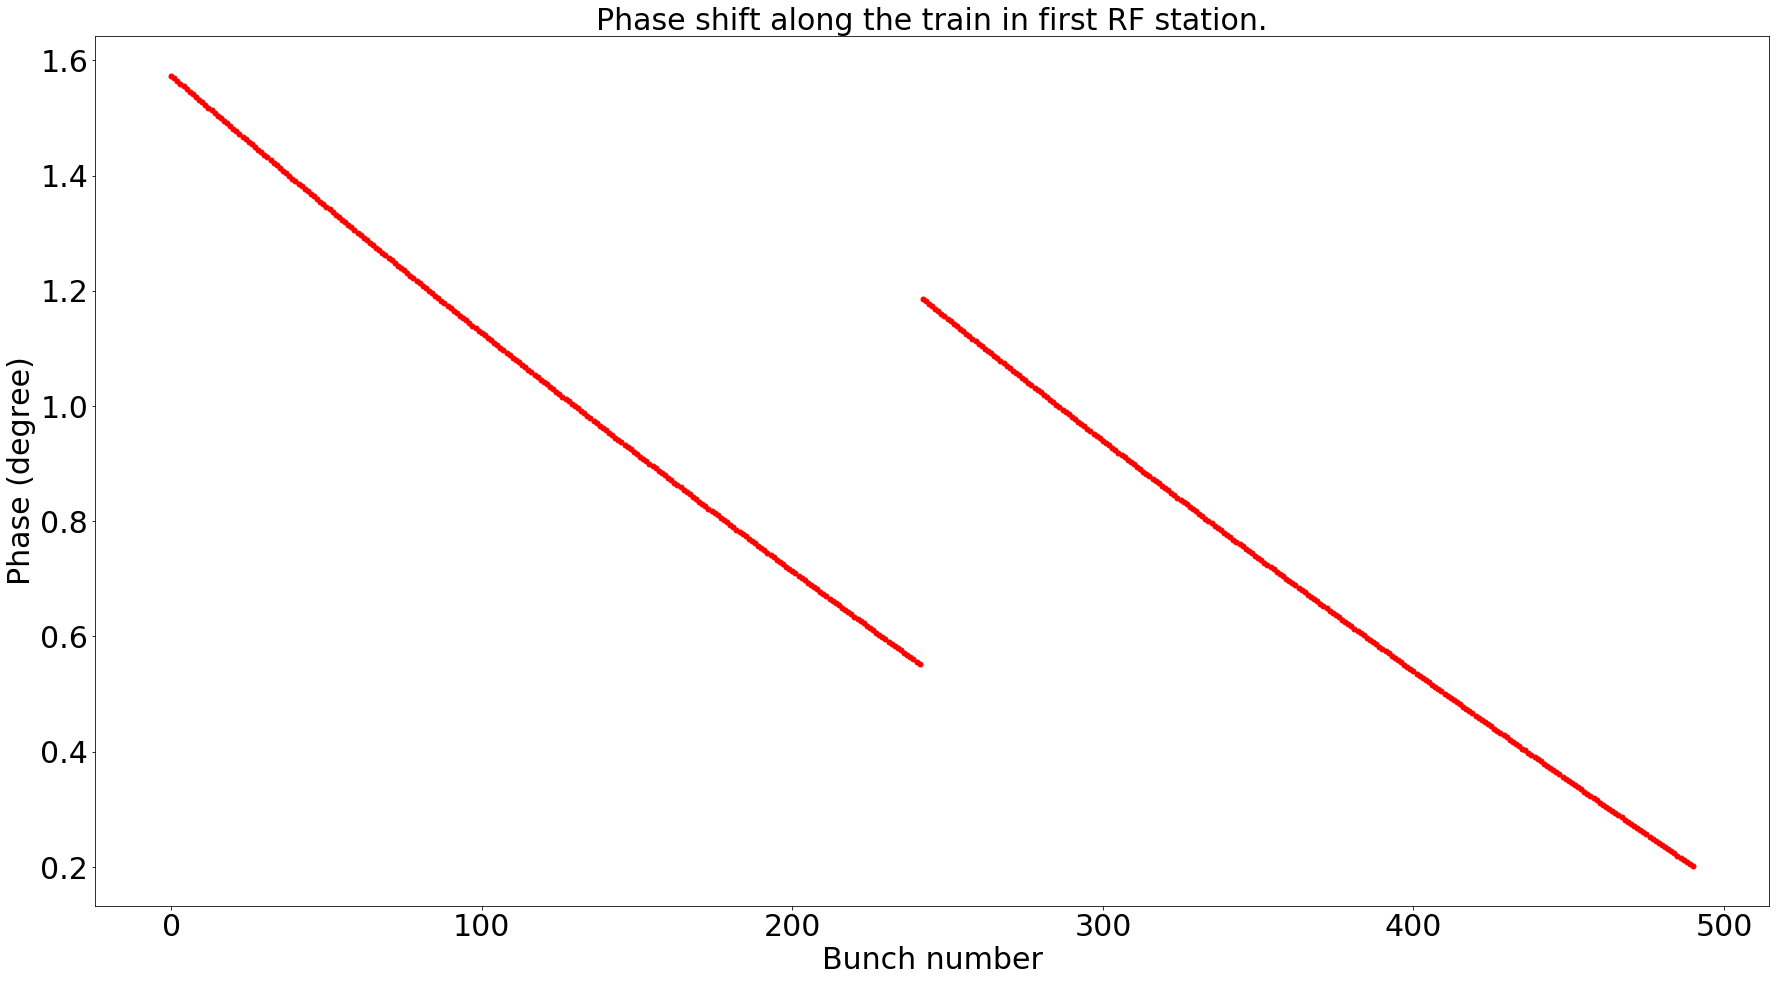 Phase shift along the train in first RF station.
1.6
1.4
1.2
1.0
0.8
0.6
0.4
0.2
Phase (degree)
0 100 200 300 400 500
Bunch number